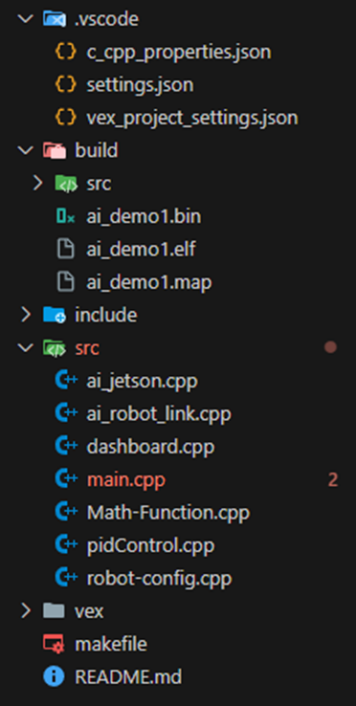 .vscode
c_cpp_properties.json
settings.json
vex_project_settings.json
build
src
ai_demo1.bin
ai_demo1.elf
ai_demo1.map
include
src
ai_jetson.cpp
ai_robot_link.cpp
dashboard.cpp
main.cpp 2
Math-Function.cpp
pidControl.cpp
robot-config.cpp
vex
makefile
README.md